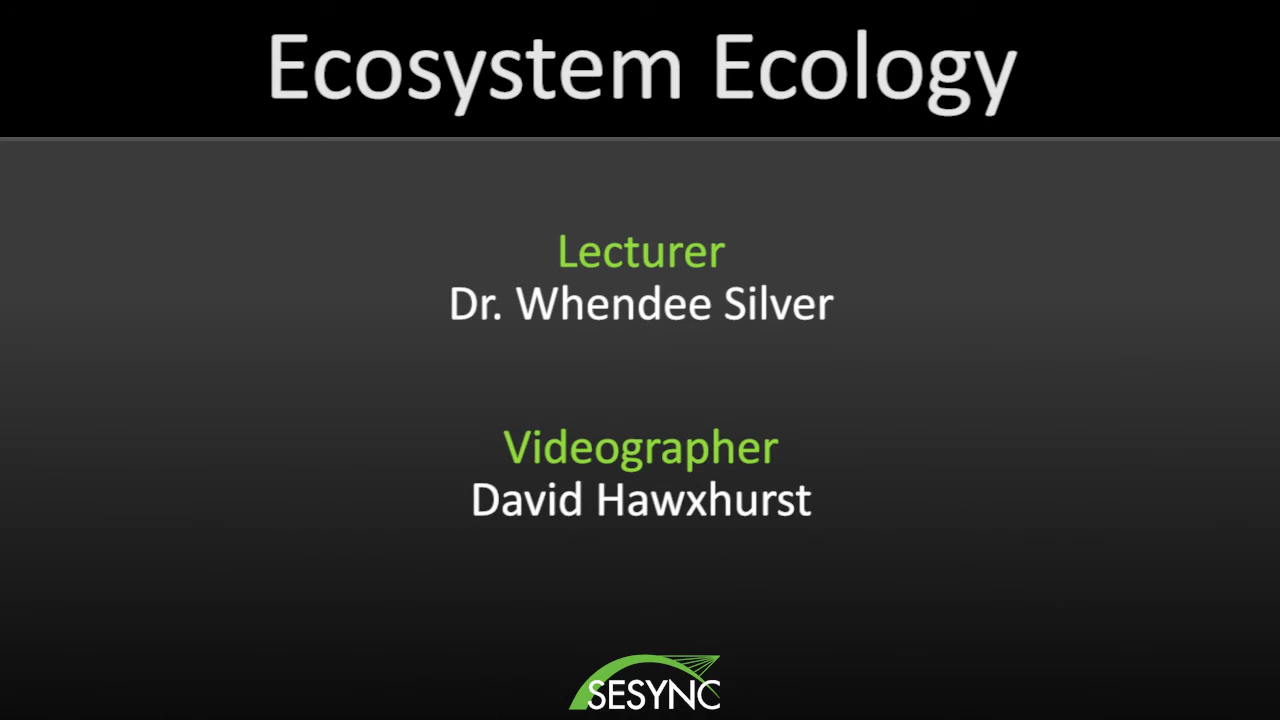 Ecosystem Ecology
Lecturer
Dr. Whendee Silver
Videographer
David Hawxhurst
SESYNC